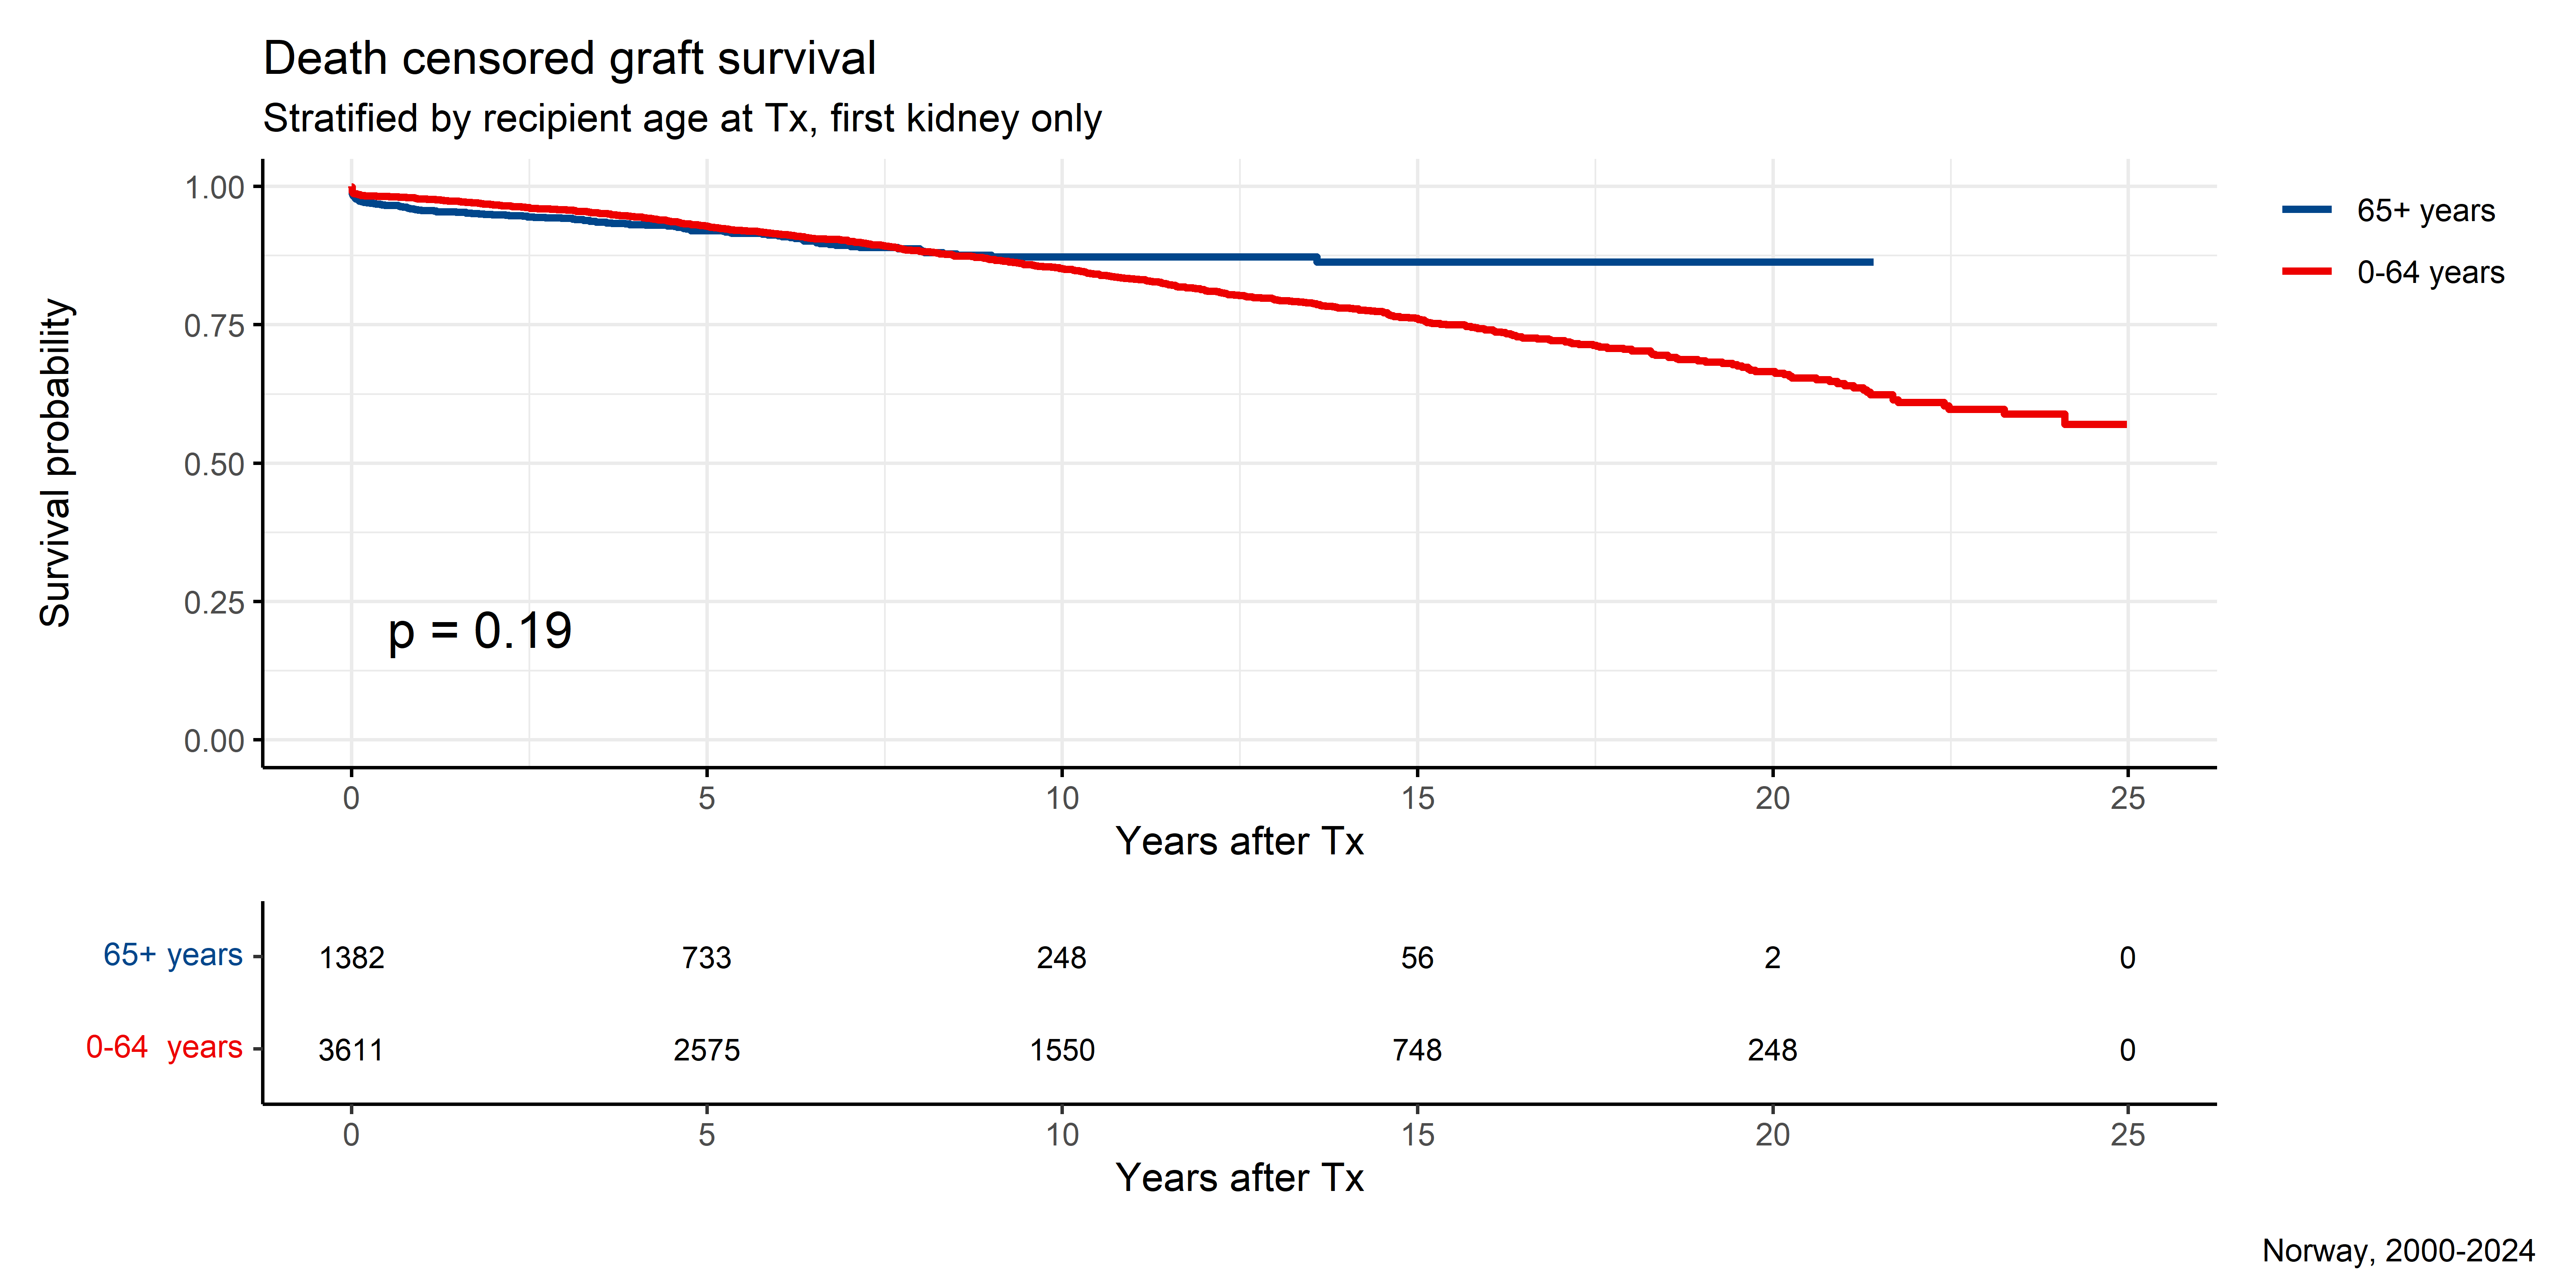 Death censored graft survival
Stratified by recipient age at Tx, first kidney only
Survival probability
1.00
0.75
0.50
0.25
0.00
p = 0.19
65+ years
0-64 years
0 5 10 15 20 25
Years after Tx
65+ years 1382 733 248 56 2 0
0-64  years 3611 2575 1550 748 248 0
0 5 10 15 20 25
Years after Tx
Norway, 2000-2024